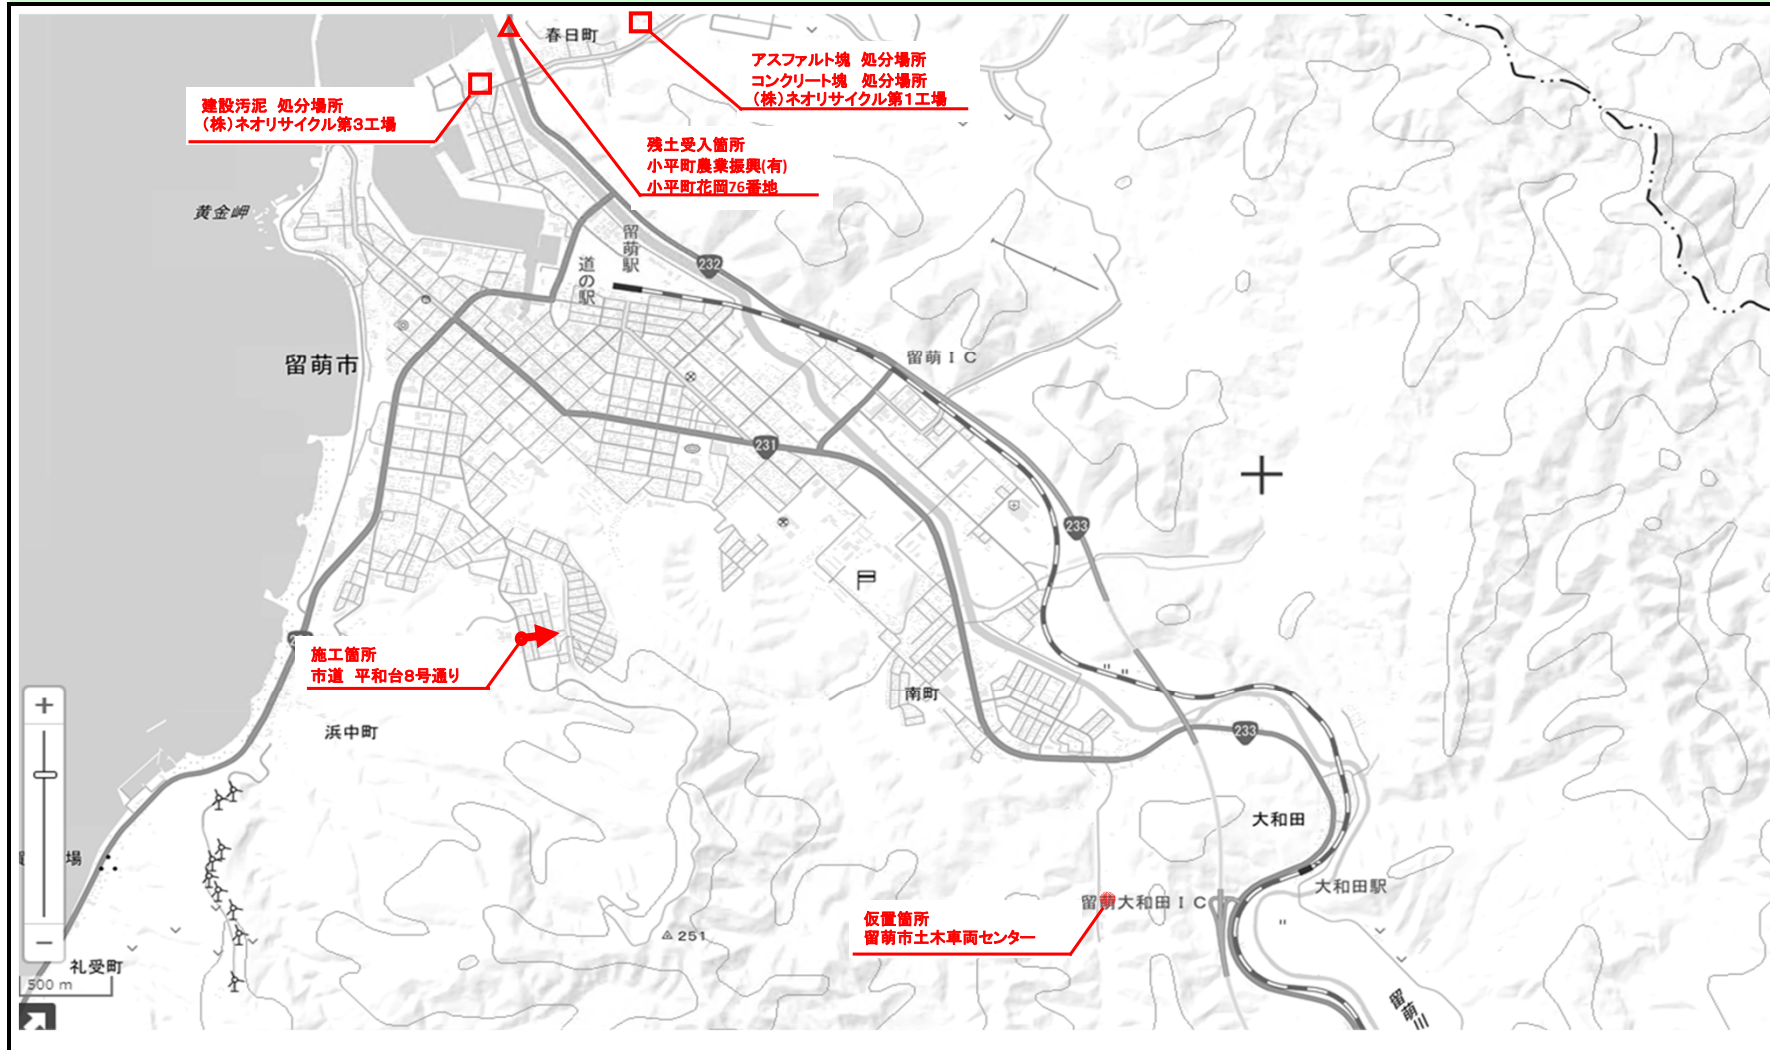 春日町
アスファルト塊 処分場所
コンクリート塊 処分場所
(株)ネオリサイクル第1工場
建設汚泥 処分場所
(株)ネオリサイクル第3工場
残土受入箇所
小平町農業振興(有)
小平町花岡76番地
黄金岬
留萌駅
道の駅
232
留萌IC
留萌市
231
233
施工箇所
市道 平和台8号通り
南町
浜中町
233
大和田
場
大和田駅
留萌大和田IC
仮置箇所
留萌市土木車両センター
251
礼受町
500 m
留萌川